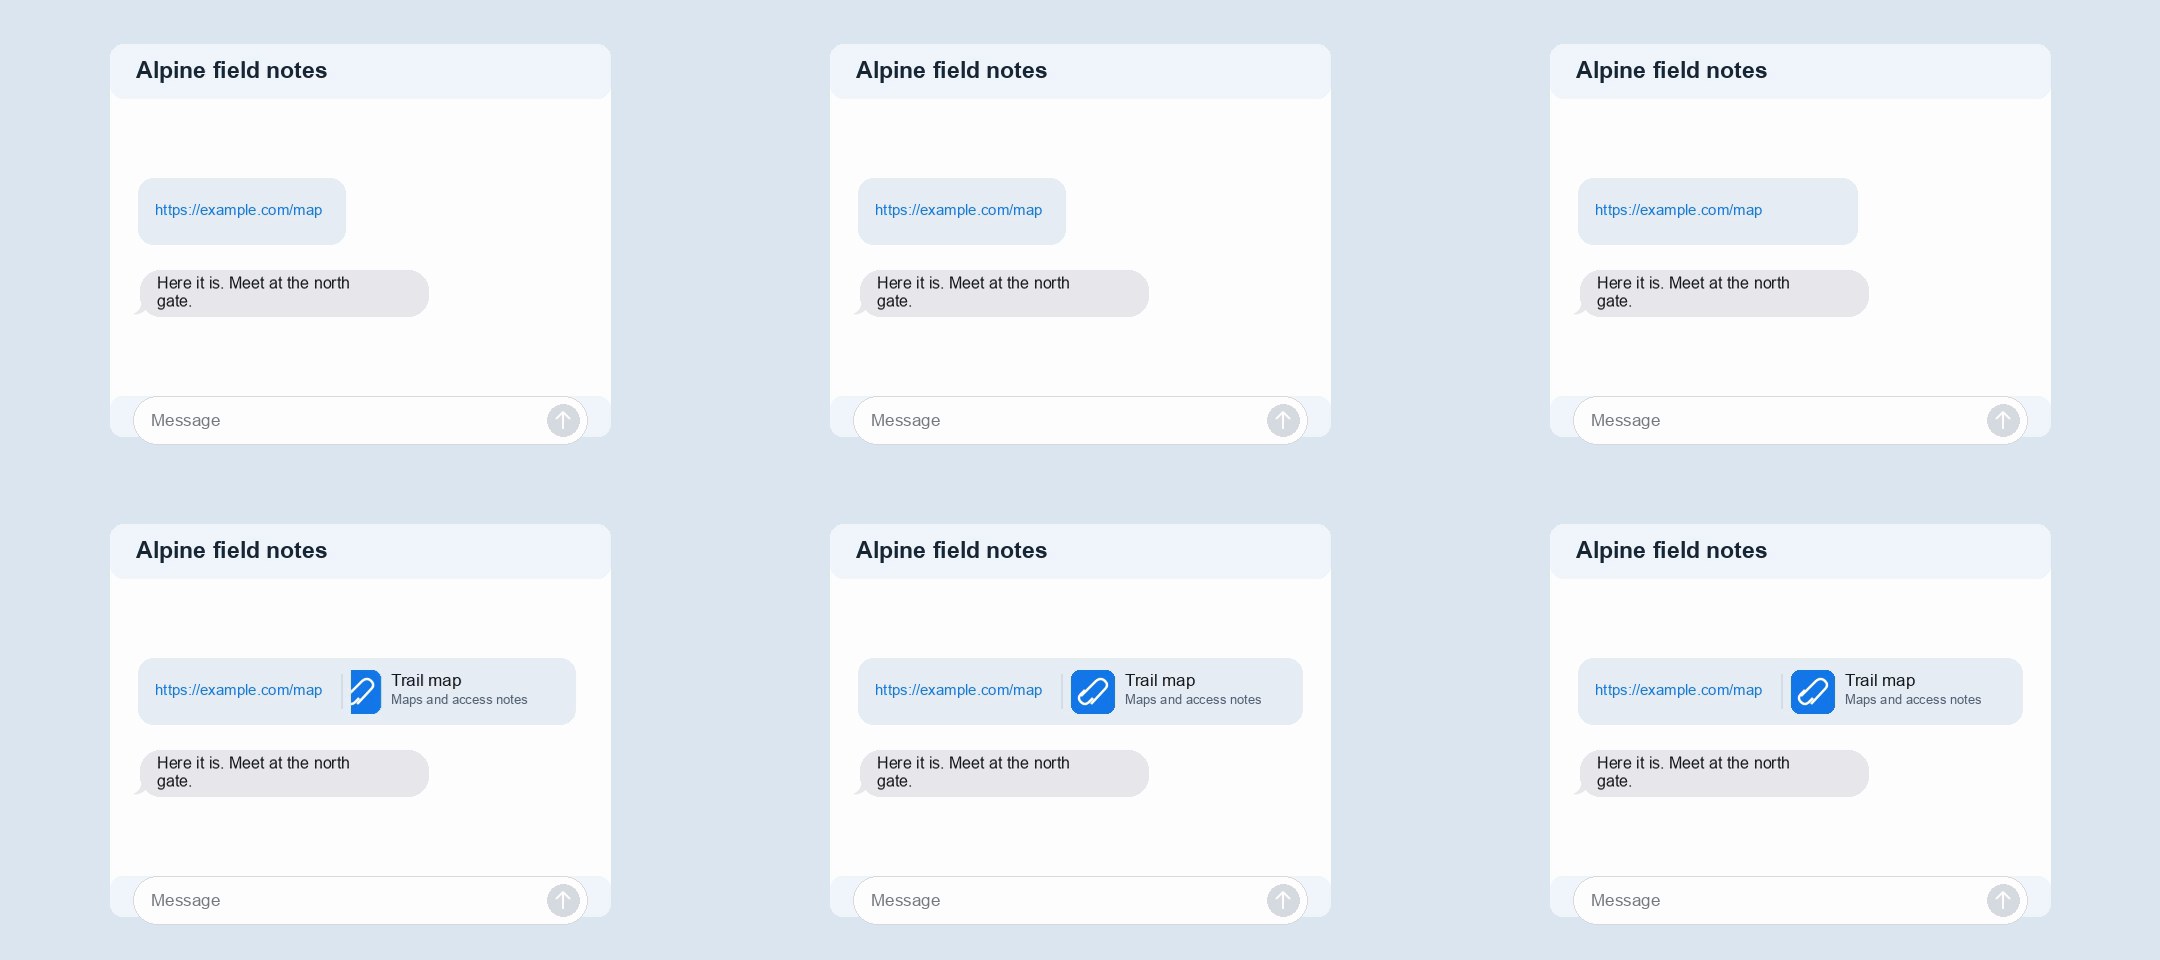 Alpine field notes
https://example.com/map
Here it is. Meet at the north
gate.
Message
Alpine field notes
https://example.com/map
Here it is. Meet at the north
gate.
Message
Alpine field notes
https://example.com/map
Here it is. Meet at the north
gate.
Message
Alpine field notes
https://example.com/map
Trail map
Maps and access notes
Here it is. Meet at the north
gate.
Message
Alpine field notes
https://example.com/map
Trail map
Maps and access notes
Here it is. Meet at the north
gate.
Message
Alpine field notes
https://example.com/map
Trail map
Maps and access notes
Here it is. Meet at the north
gate.
Message